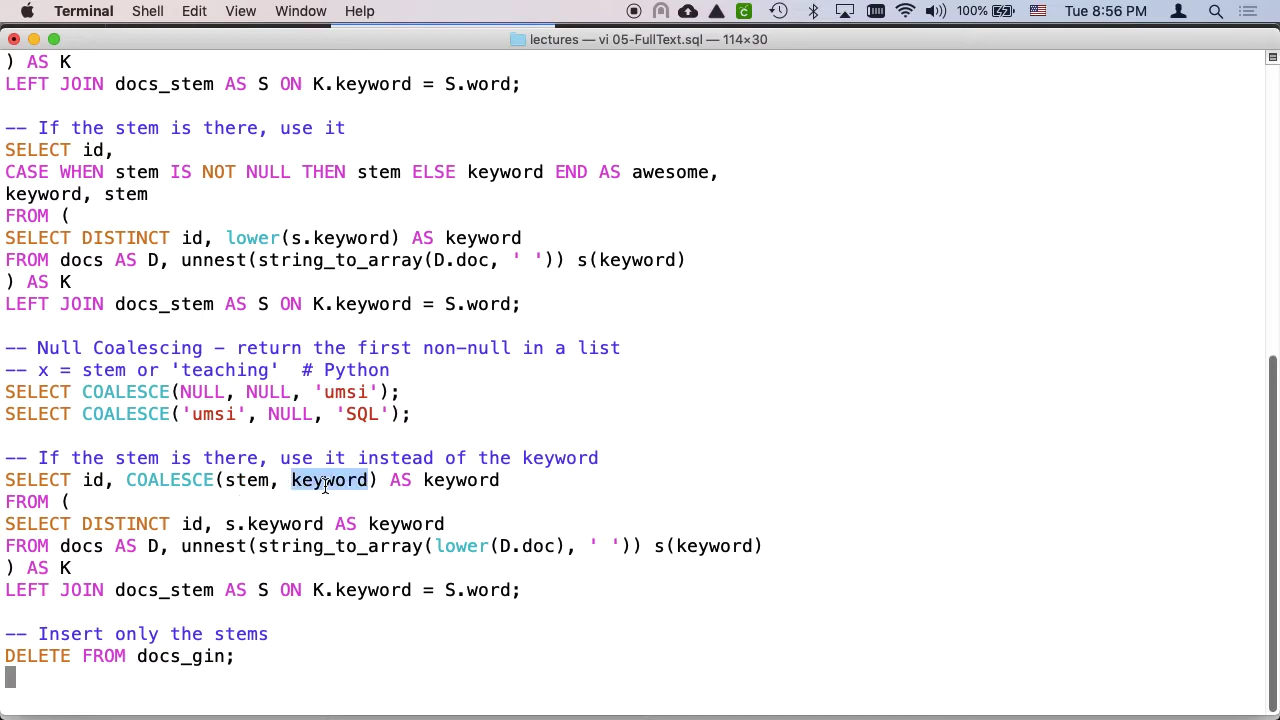 Terminal Shell Edit View Window Help 100% Tue 8:56 PM
lectures — vi 05-FullText.sql — 114×30
) AS K
LEFT JOIN docs_stem AS S ON K.keyword = S.word;
-- If the stem is there, use it
SELECT id,
CASE WHEN stem IS NOT NULL THEN stem ELSE keyword END AS awesome,
keyword, stem
FROM (
SELECT DISTINCT id, lower(s.keyword) AS keyword
FROM docs AS D, unnest(string_to_array(D.doc, ' ')) s(keyword)
) AS K
LEFT JOIN docs_stem AS S ON K.keyword = S.word;
-- Null Coalescing - return the first non-null in a list
-- x = stem or 'teaching'  # Python
SELECT COALESCE(NULL, NULL, 'umsi');
SELECT COALESCE('umsi', NULL, 'SQL');
-- If the stem is there, use it instead of the keyword
SELECT id, COALESCE(stem, keyword) AS keyword
FROM (
SELECT DISTINCT id, s.keyword AS keyword
FROM docs AS D, unnest(string_to_array(lower(D.doc), ' ')) s(keyword)
) AS K
LEFT JOIN docs_stem AS S ON K.keyword = S.word;
-- Insert only the stems
DELETE FROM docs_gin;